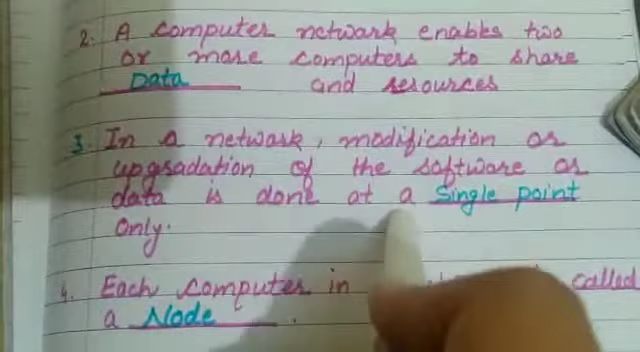 2. A computer network enables two
or more computers to share
Data and resources
3. In a network, modification or
upgradation of the software or
data is done at a Single point
only.
4. Each computer in called
a Node.